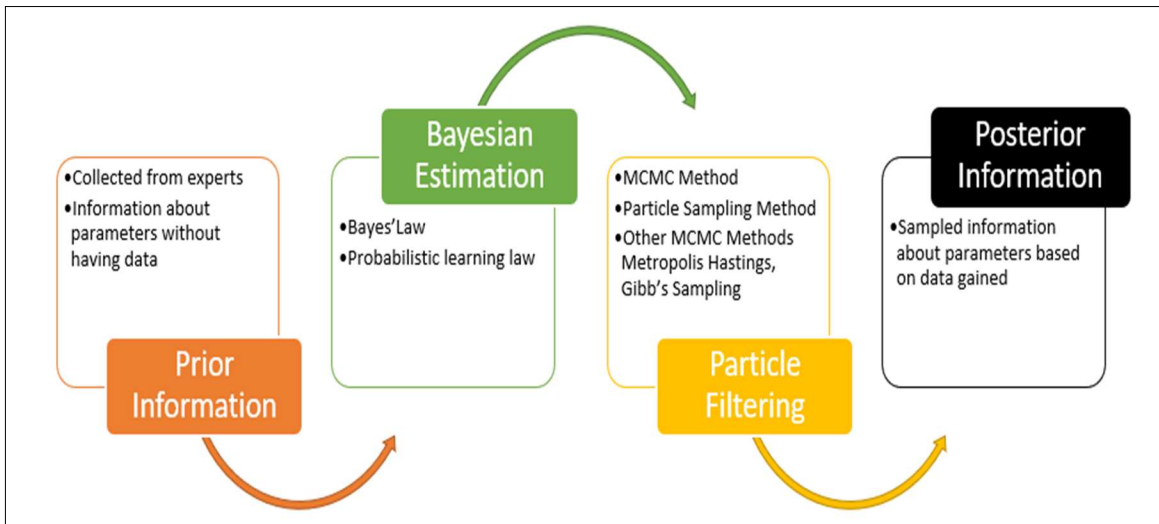 •Collected from experts
•Information about
parameters without
having data
Prior
Information
Bayesian
Estimation
•Bayes'Law
•Probabilistic learning law
•MCMC Method
•Particle Sampling Method
•Other MCMC Methods
Metropolis Hastings,
Gibb's Sampling
Particle
Filtering
Posterior
Information
•Sampled information
about parameters based
on data gained